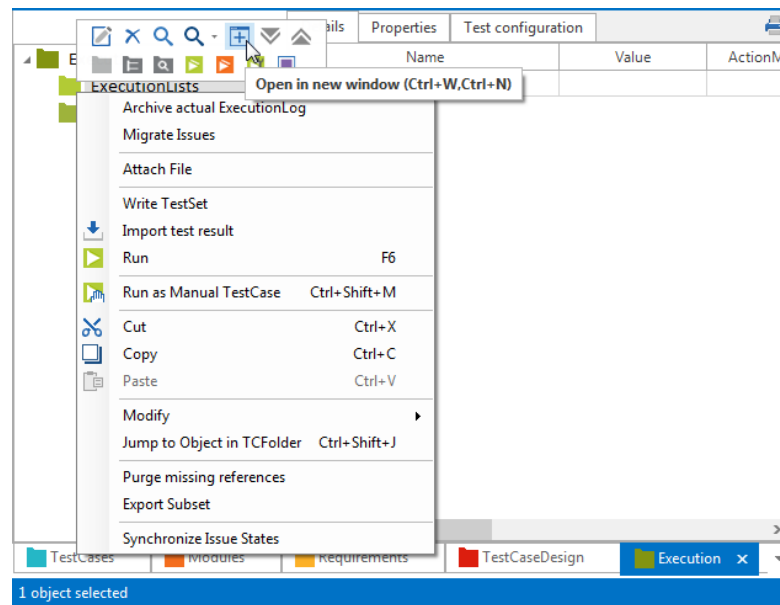 ails Properties Test configuration
E Name Value ActionM
ExecutionLists Open in new window (Ctrl+W,Ctrl+N)
Archive actual ExecutionLog
Migrate Issues
Attach File
Write TestSet
Import test result
Run F6
Run as Manual TestCase Ctrl+Shift+M
Cut Ctrl+X
Copy Ctrl+C
Paste Ctrl+V
Modify
Jump to Object in TCFolder Ctrl+Shift+J
Purge missing references
Export Subset
Synchronize Issue States
TestCases Modules Requirements TestCaseDesign Execution
1 object selected